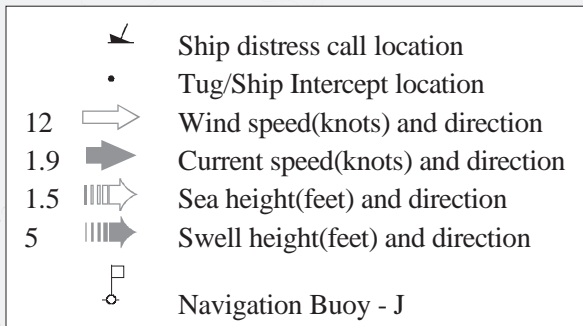 Ship distress call location
Tug/Ship Intercept location
12 Wind speed(knots) and direction
1.9 Current speed(knots) and direction
1.5 Sea height(feet) and direction
5 Swell height(feet) and direction
Navigation Buoy - J